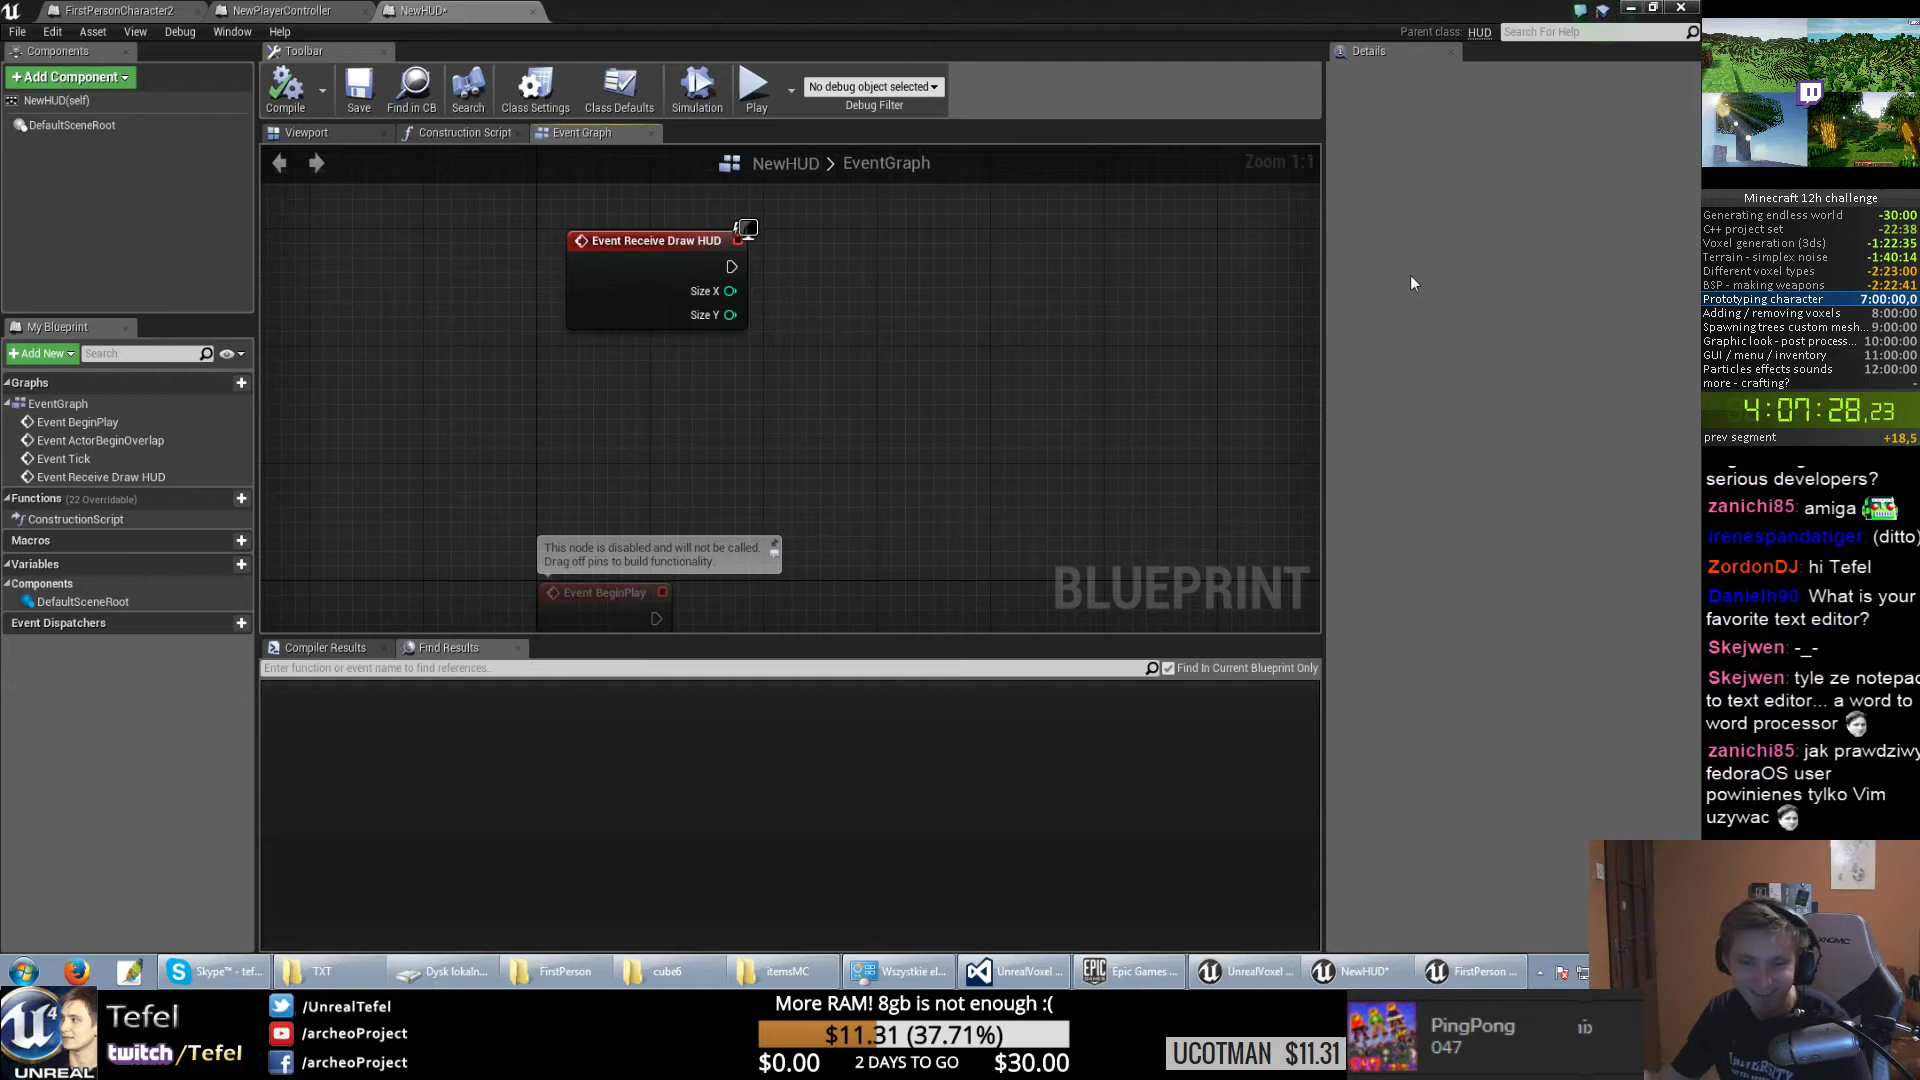 FirstPersonCharacter2
NewPlayerController
NewHUD*
File Edit Asset View Debug Window Help
Parent class: HUD
Search For Help
Components
Toolbar
Details
+Add Component
NewHUD(self)
DefaultSceneRoot
Compile
Save
Find in CB
Search
Class Settings
Class Defaults
Simulation
Play
No debug object selected
Debug Filter
Viewport
Construction Script
Event Graph
NewHUD > EventGraph
Zoom 1:1
Event Receive Draw HUD
Size X
Size Y
This node is disabled and will not be called.
Drag off pins to build functionality.
Event BeginPlay
BLUEPRINT
My Blueprint
+Add New
Search
Graphs
EventGraph
Event BeginPlay
Event ActorBeginOverlap
Event Tick
Event Receive Draw HUD
Functions (22 Overridable)
ConstructionScript
Macros
Variables
Components
DefaultSceneRoot
Event Dispatchers
Compiler Results
Find Results
Enter function or event name to find references...
Find In Current Blueprint Only
Minecraft 12h challenge
Generating endless world -30:00
C++ project set -22:38
Voxel generation (3ds) -1:22:35
Terrain - simplex noise -1:40:14
Different voxel types -2:23:00
BSP - making weapons -2:22:41
Prototyping character 7:00:00,0
Adding / removing voxels 8:00:00
Spawning trees custom mesh... 9:00:00
Graphic look - post process... 10:00:00
GUI / menu / inventory 11:00:00
Particles effects sounds 12:00:00
more - crafting? -
4:07:28,23
prev segment +18,5
serious developers?
zanichi85: amiga
irenespandatiger: (ditto)
ZordonDJ: hi Tefel
Danielh90: What is your
favorite text editor?
Skejwen: -_-
Skejwen: tyle ze notepad
to text editor... a word to
word processor
zanichi85: jak prawdziwy
fedoraOS user
powinienes tylko Vim
uzywac
Skype™ - tef...
TXT
Dysk lokaln...
FirstPerson
cube6
itemsMC
Wszystkie el...
UnrealVoxel ...
Epic Games ...
UnrealVoxel ...
NewHUD*
FirstPerson ...
UNREAL
Tefel
twitch/Tefel
/UnrealTefel
/archeoProject
/archeoProject
More RAM! 8gb is not enough :(
$11.31 (37.71%)
$0.00 2 DAYS TO GO $30.00
UCOTMAN $11.31
PingPong
047